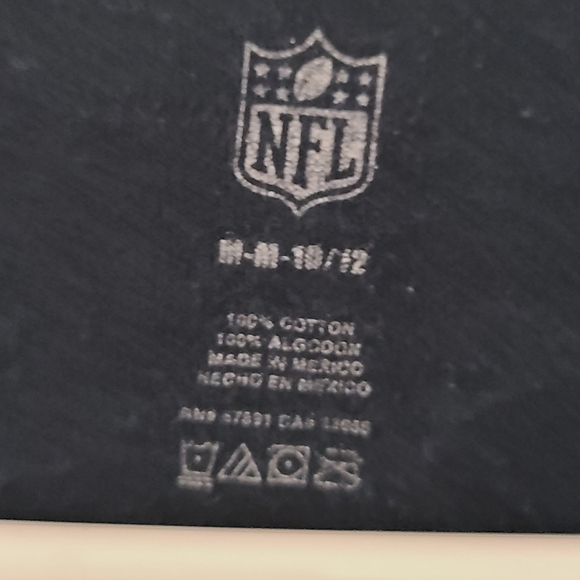 NFL
M-M-10/12
100% COTTON
100% ALGODON
MADE IN MEXICO
HECHO EN MEXICO